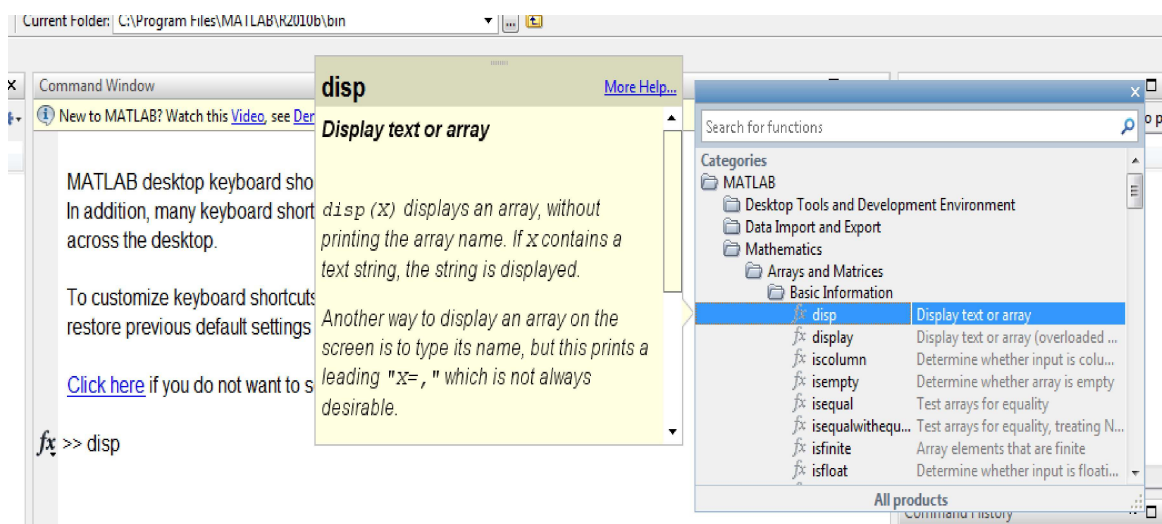 Current Folder: C:\Program Files\MATLAB\R2010b\bin
Command Window
New to MATLAB? Watch this Video, see
MATLAB desktop keyboard
In addition, many keyboard
across the desktop.
To customize keyboard shortcuts
restore previous default settings
Click here if you do not want to
fx >> disp
disp
More Help...
Display text or array
disp(X) displays an array, without
printing the array name. If X contains a
text string, the string is displayed.
Another way to display an array on the
screen is to type its name, but this prints a
leading "X=," which is not always
desirable.
Search for functions
Categories
MATLAB
Desktop Tools and Development Environment
Data Import and Export
Mathematics
Arrays and Matrices
Basic Information
fx disp Display text or array
fx display Display text or array (overloaded ...
fx iscolumn Determine whether input is colu...
fx isempty Determine whether array is empty
fx isequal Test arrays for equality
fx isequalwithequ... Test arrays for equality, treating N...
fx isfinite Array elements that are finite
fx isfloat Determine whether input is floati...
All products
Command History